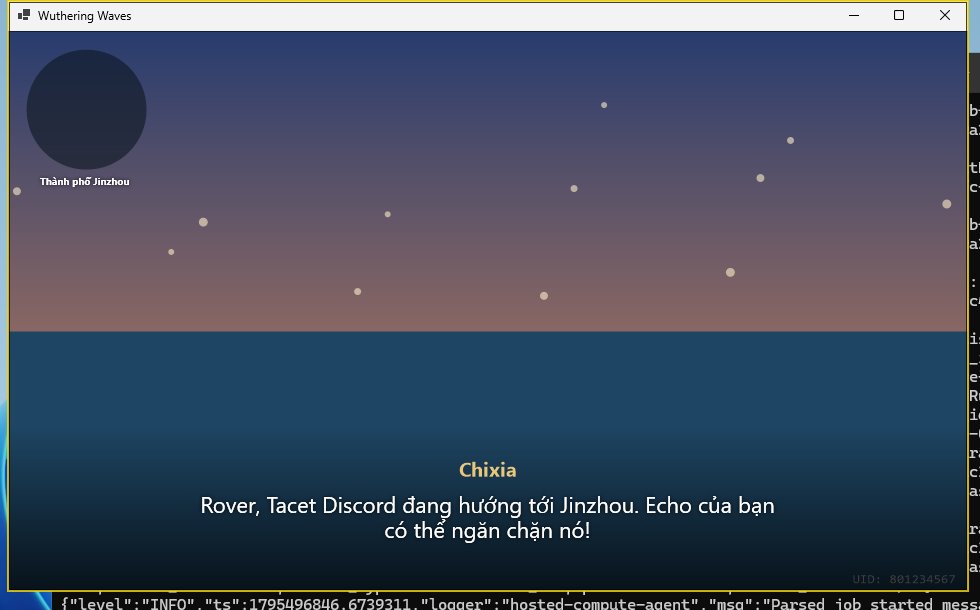 Wuthering Waves
Thành phố Jinzhou
Chixia
Rover, Tacet Discord đang hướng tới Jinzhou. Echo của bạn
có thể ngăn chặn nó!
UID: 801234567
{"level":"INFO","ts":1795496846.6739311,"logger":"hosted-compute-agent","msg":"Parsed job started mes